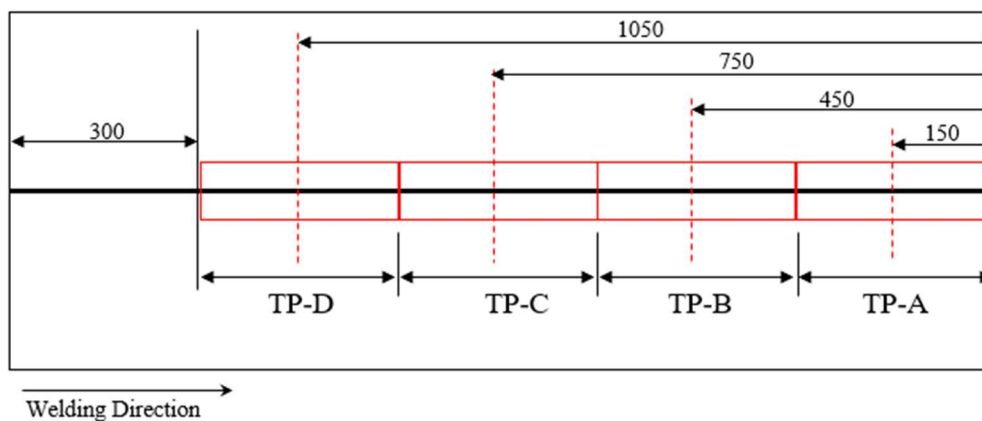 1050
750
450
300
150
TP-D
TP-C
TP-B
TP-A
Welding Direction